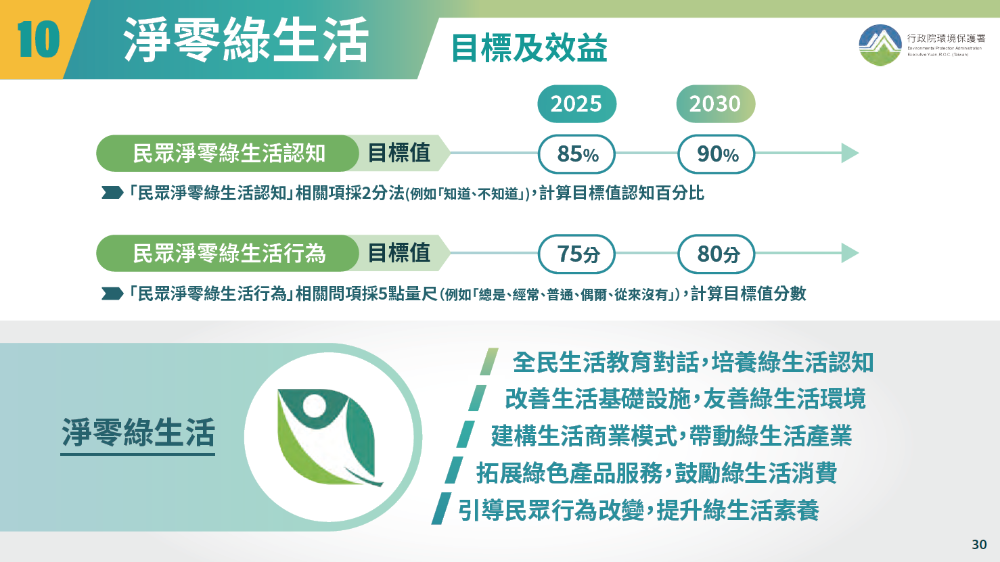 10
淨零綠生活
目標及效益
行政院環境保護署
Environmental Protection Administration
Executive Yuan, R.O.C.(Taiwan)
2025
2030
民眾淨零綠生活認知
目標值
85%
90%
「民眾淨零綠生活認知」相關項採2分法(例如「知道、不知道」)，計算目標值認知百分比
民眾淨零綠生活行為
目標值
75分
80分
「民眾淨零綠生活行為」相關問項採5點量尺(例如「總是、經常、普通、偶爾、從來沒有」)，計算目標值分數
淨零綠生活
全民生活教育對話，培養綠生活認知
改善生活基礎設施，友善綠生活環境
建構生活商業模式，帶動綠生活產業
拓展綠色產品服務，鼓勵綠生活消費
引導民眾行為改變，提升綠生活素養
30